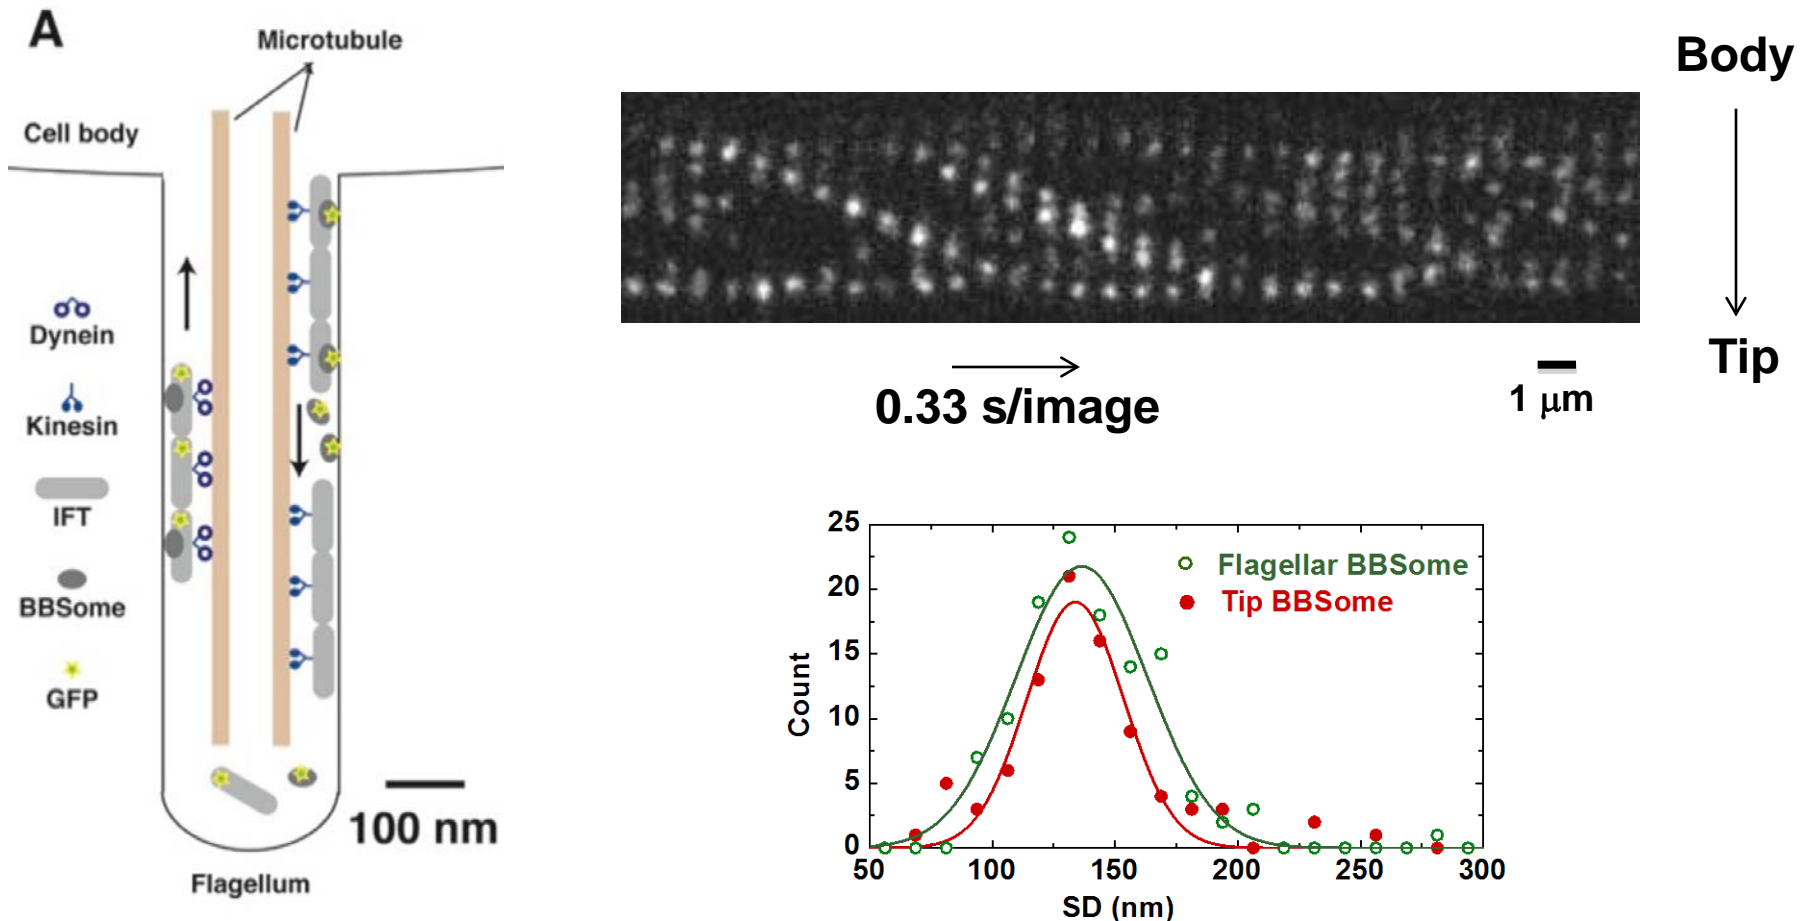 A
Microtubule
Cell body
Dynein
Kinesin
IFT
BBSome
GFP
100 nm
Flagellum
Body
Tip
0.33 s/image
1 μm
25
20
15
10
5
0
Count
Flagellar BBSome
Tip BBSome
50 100 150 200 250 300
SD (nm)